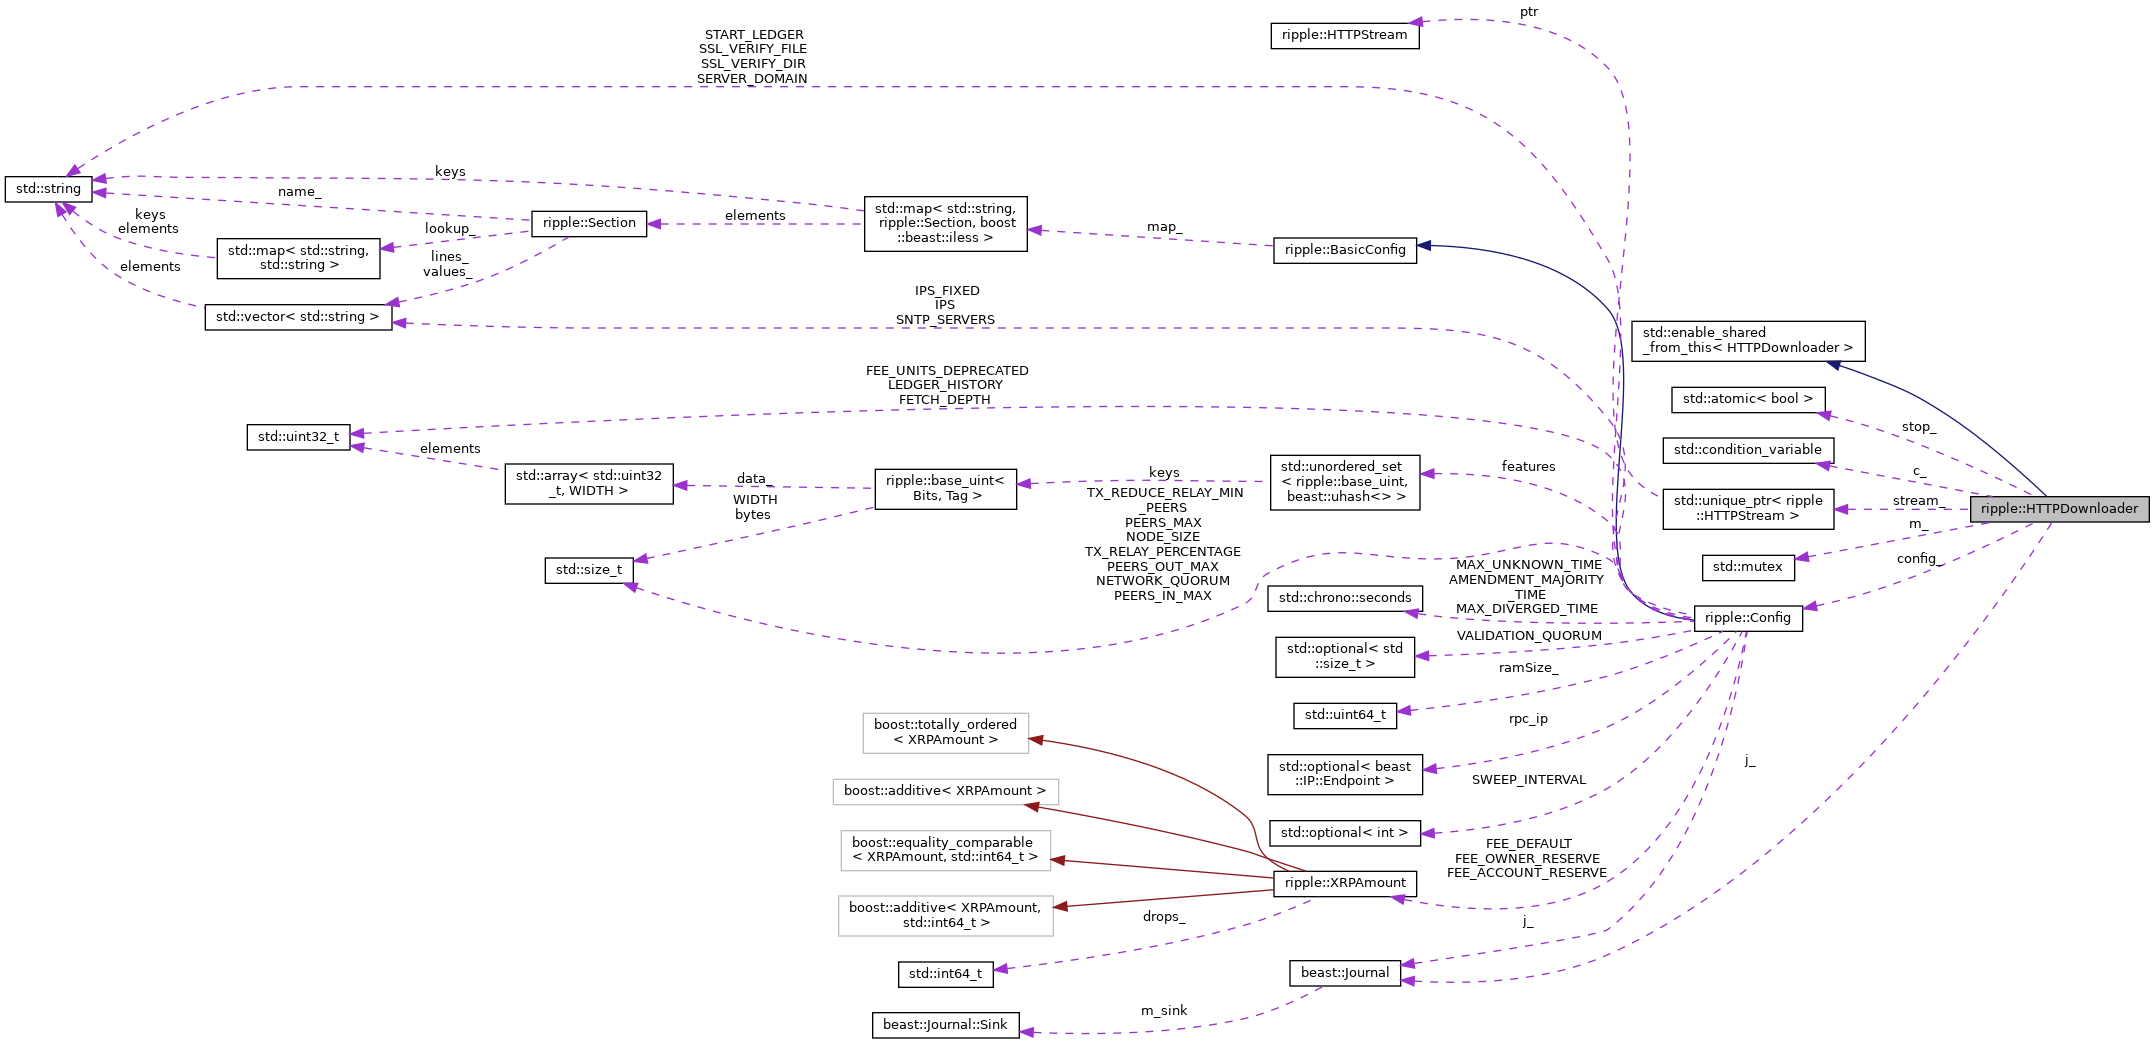 ptr
ripple::HTTPStream
START_LEDGER
SSL_VERIFY_FILE
SSL_VERIFY_DIR
SERVER_DOMAIN
keys
std::string
name_
keys
elements
elements
std::map< std::string,
std::string >
std::vector< std::string >
ripple::Section
lookup_
lines_
values_
elements
std::map< std::string,
ripple::Section, boost
::beast::iless >
map_
ripple::BasicConfig
IPS_FIXED
IPS
SNTP_SERVERS
std::enable_shared
_from_this< HTTPDownloader >
std::atomic< bool >
stop_
std::condition_variable
c_
std::unique_ptr< ripple
::HTTPStream >
stream_
ripple::HTTPDownloader
m_
std::mutex
config_
ripple::Config
FEE_UNITS_DEPRECATED
LEDGER_HISTORY
FETCH_DEPTH
std::uint32_t
elements
std::array< std::uint32
_t, WIDTH >
data_
WIDTH
bytes
ripple::base_uint<
Bits, Tag >
keys
std::unordered_set
< ripple::base_uint,
beast::uhash<> >
features
std::size_t
TX_REDUCE_RELAY_MIN
_PEERS
PEERS_MAX
NODE_SIZE
TX_RELAY_PERCENTAGE
PEERS_OUT_MAX
NETWORK_QUORUM
PEERS_IN_MAX
std::chrono::seconds
MAX_UNKNOWN_TIME
AMENDMENT_MAJORITY
_TIME
MAX_DIVERGED_TIME
std::optional< std
::size_t >
VALIDATION_QUORUM
ramSize_
std::uint64_t
rpc_ip
std::optional< beast
::IP::Endpoint >
SWEEP_INTERVAL
std::optional< int >
j_
boost::totally_ordered
< XRPAmount >
boost::additive< XRPAmount >
boost::equality_comparable
< XRPAmount, std::int64_t >
boost::additive< XRPAmount,
std::int64_t >
ripple::XRPAmount
FEE_DEFAULT
FEE_OWNER_RESERVE
FEE_ACCOUNT_RESERVE
drops_
std::int64_t
j_
beast::Journal
m_sink
beast::Journal::Sink